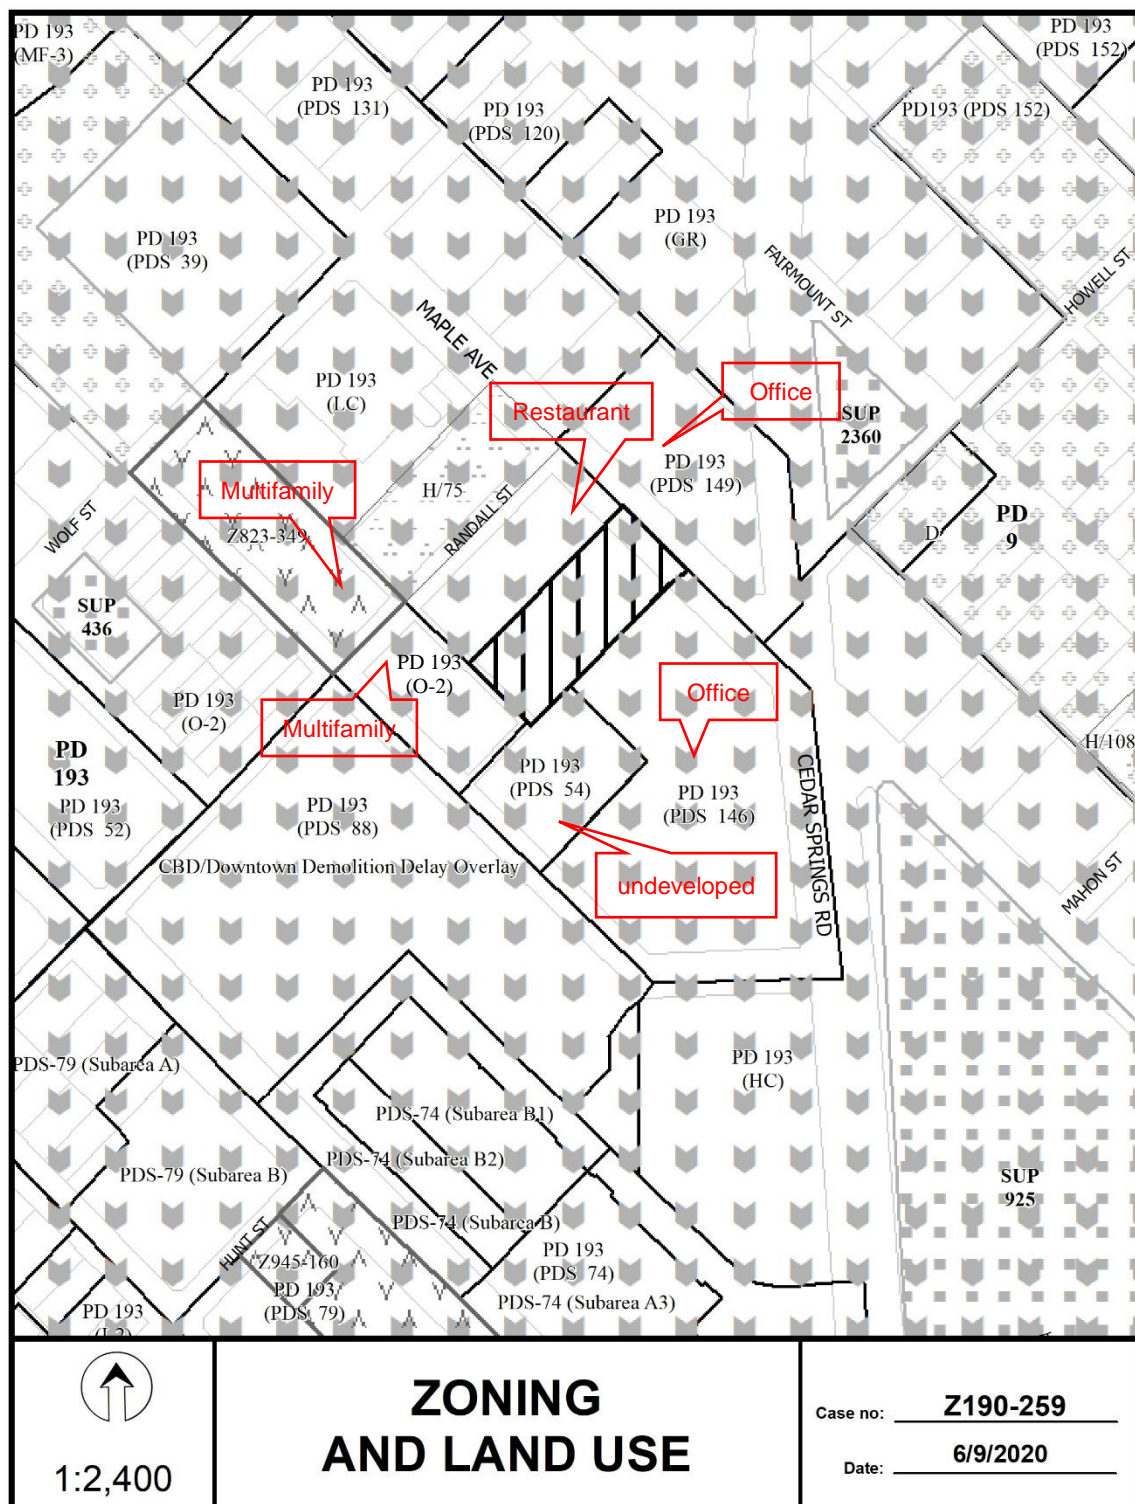 PD 193
(MF-3)
PD 193
(PDS 131)
PD 193
(PDS 120)
PD 193
(PDS 152)
PD193 (PDS 152)
PD 193
(PDS 39)
PD 193
(GR)
FAIRMOUNT ST
HOWELL ST
MAPLE AVE
PD 193
(LC)
Restaurant
Office
SUP
2360
PD 193
(PDS 149)
Multifamily
H/75
RANDALL ST
WOLF ST
Z823-349
D
PD
9
SUP
436
PD 193
(O-2)
PD 193
(O-2)
Multifamily
Office
H/108
PD
193
PD 193
(PDS 52)
PD 193
(PDS 88)
PD 193
(PDS 54)
PD 193
(PDS 146)
CEDAR SPRINGS RD
CBD/Downtown Demolition Delay Overlay
undeveloped
MAHON ST
PDS-79 (Subarea A)
PD 193
(HC)
PDS-74 (Subarea B1)
PDS-74 (Subarea B2)
PDS-79 (Subarea B)
SUP
925
PDS-74 (Subarea B)
HUNT ST
Z945-160
PD 193
(PDS 79)
PD 193
(PDS 74)
PDS-74 (Subarea A3)
PD 193
1:2,400
ZONING
AND LAND USE
Case no: Z190-259
Date: 6/9/2020